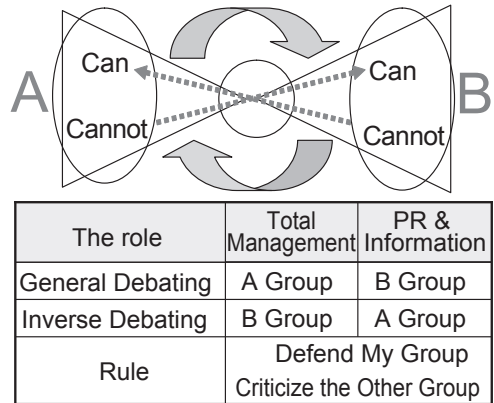 Can
Can
A
B
Cannot
Cannot
The role
Total
Management
PR &
Information
General Debating
A Group
B Group
Inverse Debating
B Group
A Group
Rule
Defend My Group
Criticize the Other Group